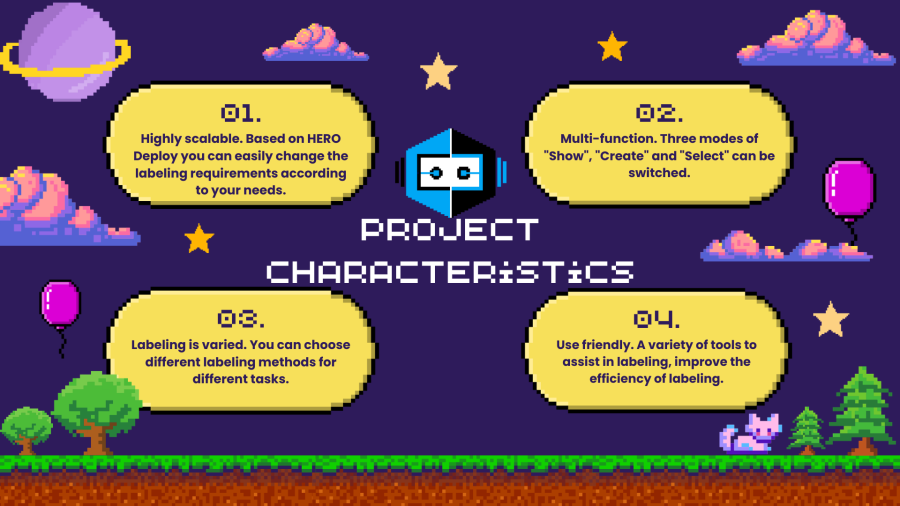 01.
Highly scalable. Based on HERO
Deploy you can easily change the
labeling requirements according
to your needs.
02.
Multi-function. Three modes of
"Show", "Create" and "Select" can be
switched.
PROJECT
CHARACTERiSTiCS
03.
Labeling is varied. You can choose
different labeling methods for
different tasks.
04.
Use friendly. A variety of tools to
assist in labeling, improve the
efficiency of labeling.